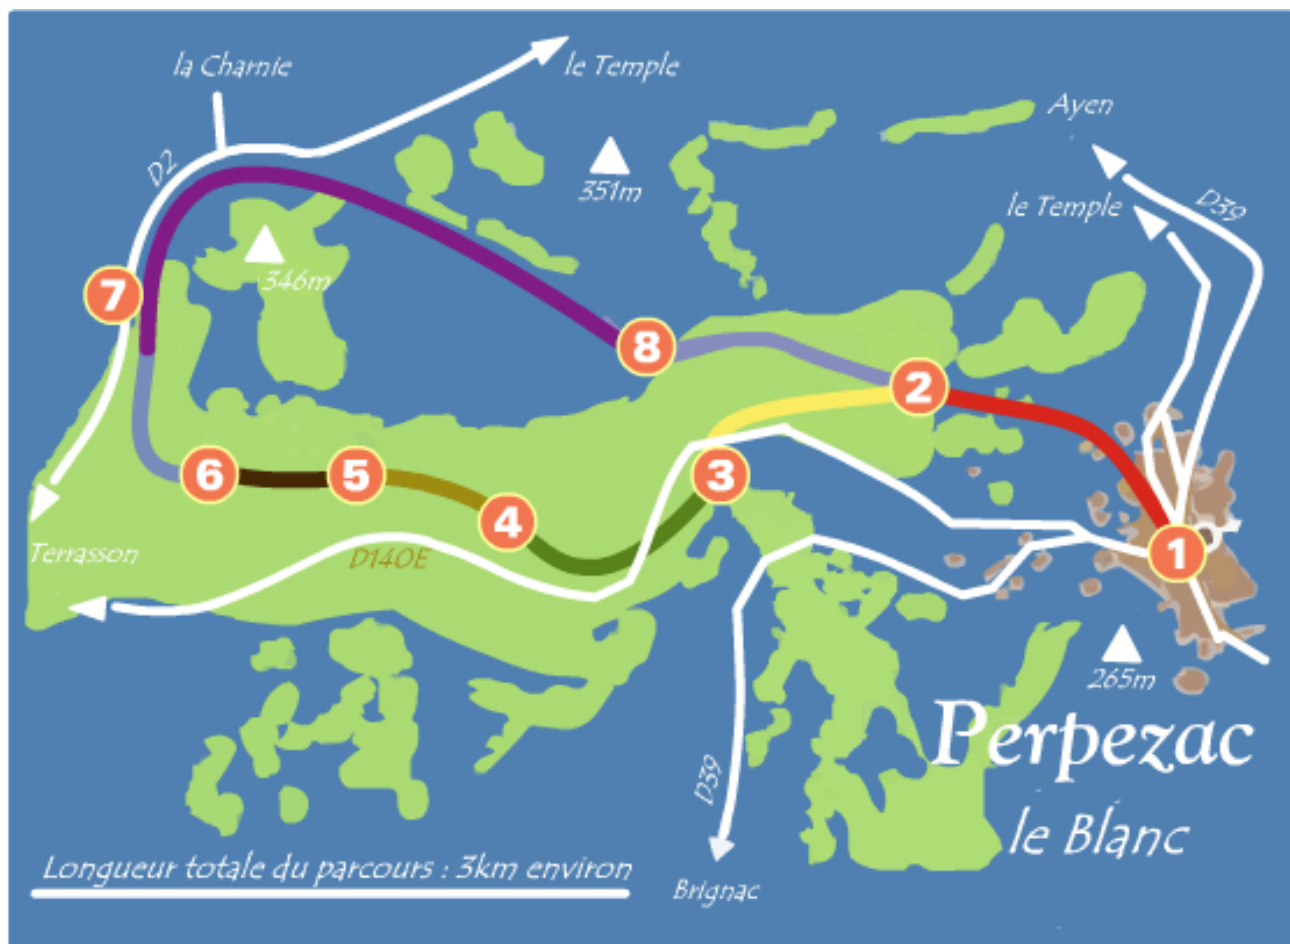 la Charnie
le Temple
Ayen
D2
351m
le Temple
D39
346m
7
8
2
6
5
3
4
1
Terrasson
D140E
265m
Perpezac
le Blanc
D39
Longueur totale du parcours : 3km environ
Brignac